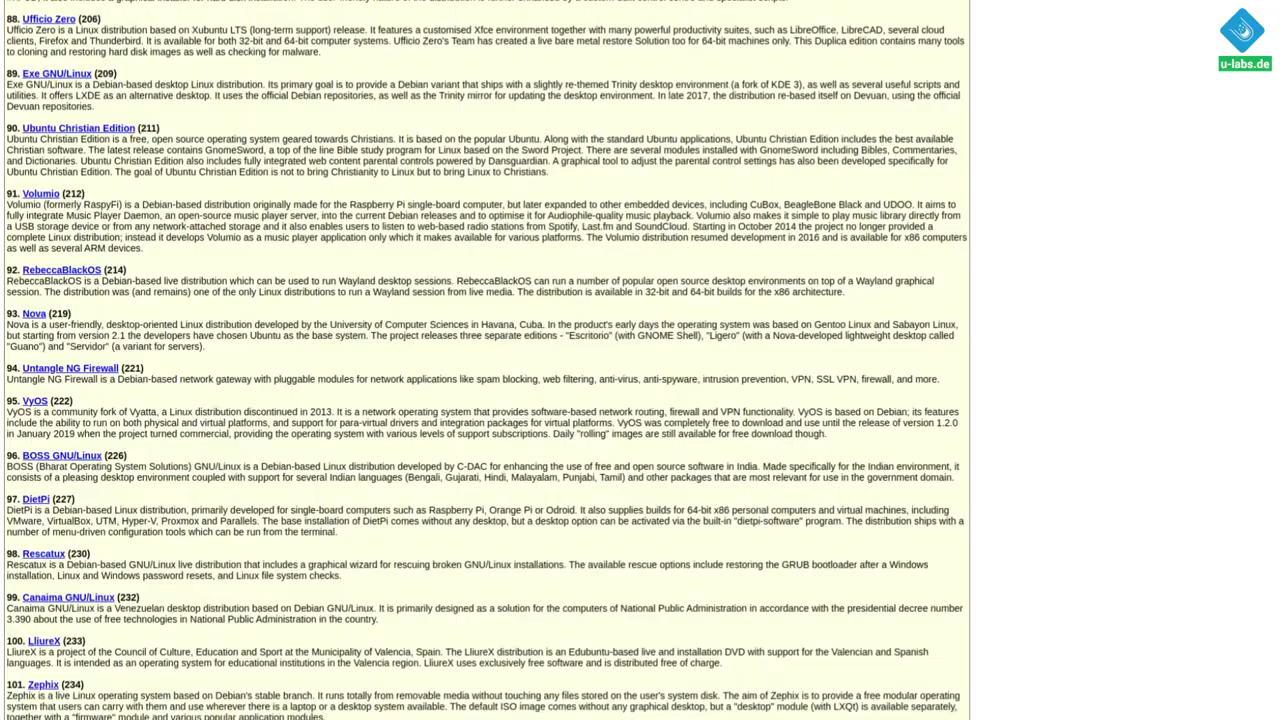 88. Ufficio Zero (206)
Ufficio Zero is a Linux distribution based on Xubuntu LTS (long-term support) release. It features a customised Xfce environment together with many powerful productivity suites, such as LibreOffice, LibreCAD, several cloud
clients, Firefox and Thunderbird. It is available for both 32-bit and 64-bit computer systems. Ufficio Zero's Team has created a live bare metal restore Solution too for 64-bit machines only. This Duplica edition contains many tools
to cloning and restoring hard disk images as well as checking for malware.
89. Exe GNU/Linux (209)
Exe GNU/Linux is a Debian-based desktop Linux distribution. Its primary goal is to provide a Debian variant that ships with a slightly re-themed Trinity desktop environment (a fork of KDE 3), as well as several useful scripts and
utilities. It offers LXDE as an alternative desktop. It uses the official Debian repositories, as well as the Trinity mirror for updating the desktop environment. In late 2017, the distribution re-based itself on Devuan, using the official
Devuan repositories.
90. Ubuntu Christian Edition (211)
Ubuntu Christian Edition is a free, open source operating system geared towards Christians. It is based on the popular Ubuntu. Along with the standard Ubuntu applications, Ubuntu Christian Edition includes the best available
Christian software. The latest release contains GnomeSword, a top of the line Bible study program for Linux based on the Sword Project. There are several modules installed with GnomeSword including Bibles, Commentaries,
and Dictionaries. Ubuntu Christian Edition also includes fully integrated web content parental controls powered by Dansguardian. A graphical tool to adjust the parental control settings has also been developed specifically for
Ubuntu Christian Edition. The goal of Ubuntu Christian Edition is not to bring Christianity to Linux but to bring Linux to Christians.
91. Volumio (212)
Volumio (formerly RaspyFi) is a Debian-based distribution originally made for the Raspberry Pi single-board computer, but later expanded to other embedded devices, including CuBox, BeagleBone Black and UDOO. It aims to
fully integrate Music Player Daemon, an open-source music player server, into the current Debian releases and to optimise it for Audiophile-quality music playback. Volumio also makes it simple to play music library directly from
a USB storage device or from any network-attached storage and it also enables users to listen to web-based radio stations from Spotify, Last.fm and SoundCloud. Starting in October 2014 the project no longer provided a
complete Linux distribution; instead it develops Volumio as a music player application only which it makes available for various platforms. The Volumio distribution resumed development in 2016 and is available for x86 computers
as well as several ARM devices.
92. RebeccaBlackOS (214)
RebeccaBlackOS is a Debian-based live distribution which can be used to run Wayland desktop sessions. RebeccaBlackOS can run a number of popular open source desktop environments on top of a Wayland graphical
session. The distribution was (and remains) one of the only Linux distributions to run a Wayland session from live media. The distribution is available in 32-bit and 64-bit builds for the x86 architecture.
93. Nova (219)
Nova is a user-friendly, desktop-oriented Linux distribution developed by the University of Computer Sciences in Havana, Cuba. In the product's early days the operating system was based on Gentoo Linux and Sabayon Linux,
but starting from version 2.1 the developers have chosen Ubuntu as the base system. The project releases three separate editions - "Escritorio" (with GNOME Shell), "Ligero" (with a Nova-developed lightweight desktop called
"Guano") and "Servidor" (a variant for servers).
94. Untangle NG Firewall (221)
Untangle NG Firewall is a Debian-based network gateway with pluggable modules for network applications like spam blocking, web filtering, anti-virus, anti-spyware, intrusion prevention, VPN, SSL VPN, firewall, and more.
95. VyOS (222)
VyOS is a community fork of Vyatta, a Linux distribution discontinued in 2013. It is a network operating system that provides software-based network routing, firewall and VPN functionality. VyOS is based on Debian; its features
include the ability to run on both physical and virtual platforms, and support for para-virtual drivers and integration packages for virtual platforms. VyOS was completely free to download and use until the release of version 1.2.0
in January 2019 when the project turned commercial, providing the operating system with various levels of support subscriptions. Daily "rolling" images are still available for free download though.
96. BOSS GNU/Linux (226)
BOSS (Bharat Operating System Solutions) GNU/Linux is a Debian-based Linux distribution developed by C-DAC for enhancing the use of free and open source software in India. Made specifically for the Indian environment, it
consists of a pleasing desktop environment coupled with support for several Indian languages (Bengali, Gujarati, Hindi, Malayalam, Punjabi, Tamil) and other packages that are most relevant for use in the government domain.
97. DietPi (227)
DietPi is a Debian-based Linux distribution, primarily developed for single-board computers such as Raspberry Pi, Orange Pi or Odroid. It also supplies builds for 64-bit x86 personal computers and virtual machines, including
VMware, VirtualBox, UTM, Hyper-V, Proxmox and Parallels. The base installation of DietPi comes without any desktop, but a desktop option can be activated via the built-in "dietpi-software" program. The distribution ships with a
number of menu-driven configuration tools which can be run from the terminal.
98. Rescatux (230)
Rescatux is a Debian-based GNU/Linux live distribution that includes a graphical wizard for rescuing broken GNU/Linux installations. The available rescue options include restoring the GRUB bootloader after a Windows
installation, Linux and Windows password resets, and Linux file system checks.
99. Canaima GNU/Linux (232)
Canaima GNU/Linux is a Venezuelan desktop distribution based on Debian GNU/Linux. It is primarily designed as a solution for the computers of National Public Administration in accordance with the presidential decree number
3.390 about the use of free technologies in National Public Administration in the country.
100. LliureX (233)
LliureX is a project of the Council of Culture, Education and Sport at the Municipality of Valencia, Spain. The LliureX distribution is an Edubuntu-based live and installation DVD with support for the Valencian and Spanish
languages. It is intended as an operating system for educational institutions in the Valencia region. LliureX uses exclusively free software and is distributed free of charge.
101. Zephix (234)
Zephix is a live Linux operating system based on Debian's stable branch. It runs totally from removable media without touching any files stored on the user's system disk. The aim of Zephix is to provide a free modular operating
system that users can carry with them and use wherever there is a laptop or a desktop system available. The default ISO image comes without any graphical desktop, but a "desktop" module (with LXQt) is available separately,
together with a "firmware" module and various popular application modules.
u-labs.de